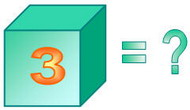 3 = ?